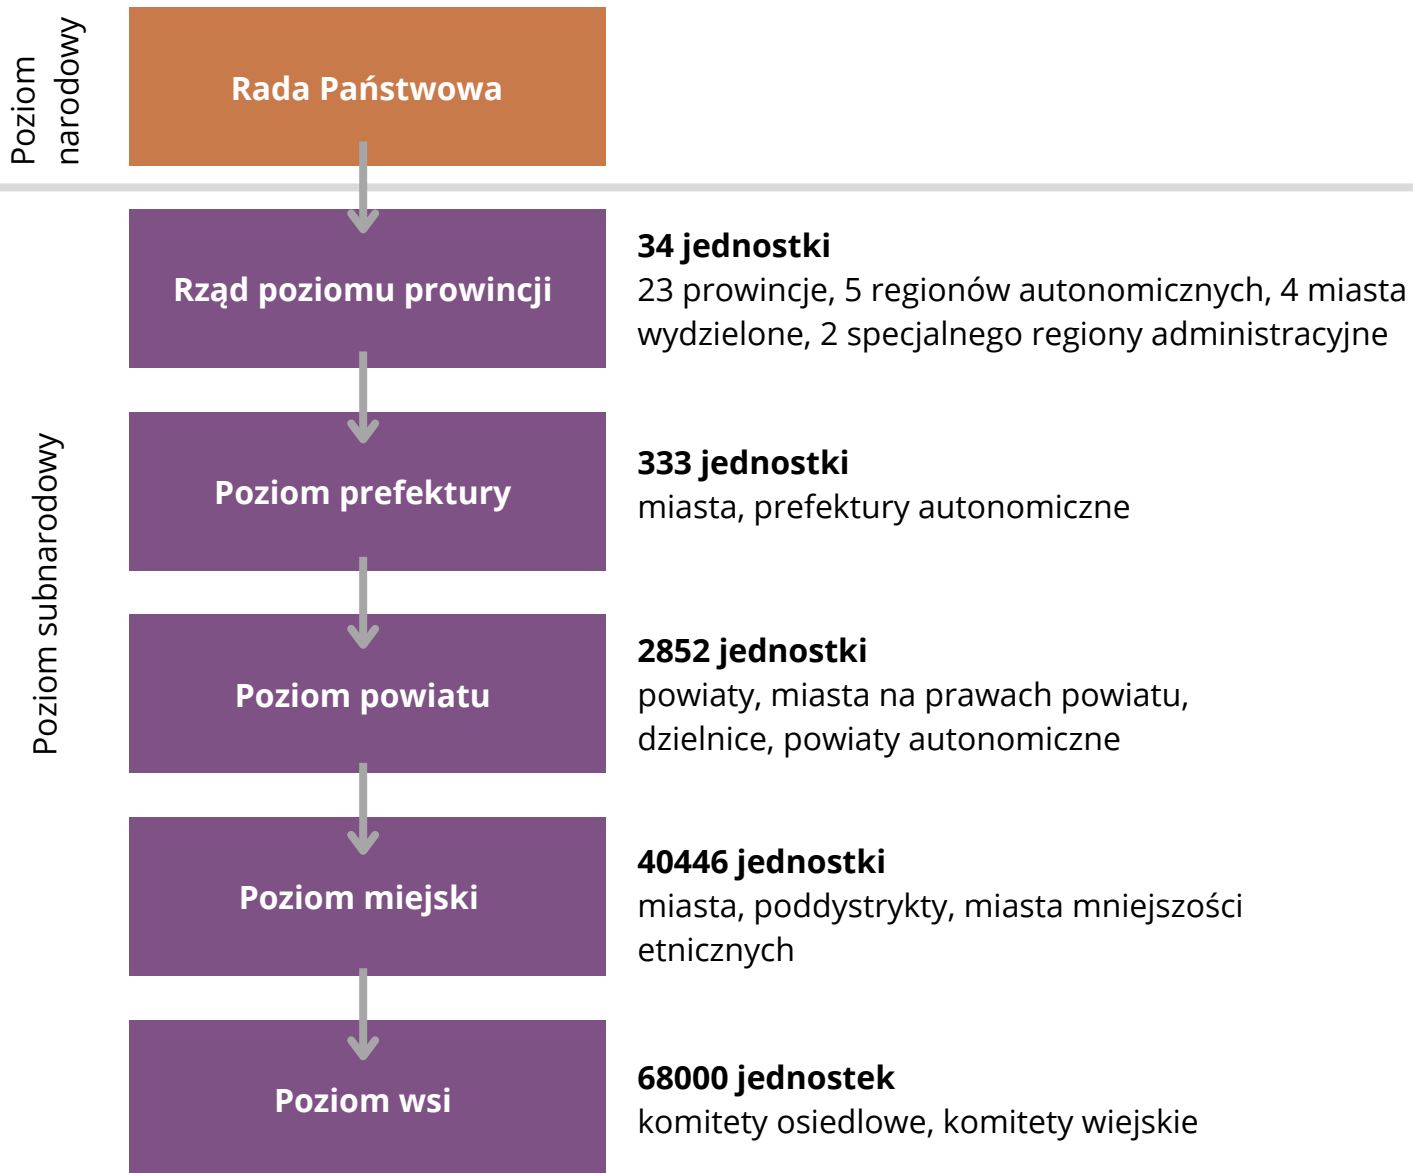 Poziom
narodowy
Rada Państwowa
Poziom subnarodowy
Rząd poziomu prowincji
34 jednostki
23 prowincje, 5 regionów autonomicznych, 4 miasta
wydzielone, 2 specjalnego regiony administracyjne
Poziom prefektury
333 jednostki
miasta, prefektury autonomiczne
Poziom powiatu
2852 jednostki
powiaty, miasta na prawach powiatu,
dzielnice, powiaty autonomiczne
Poziom miejski
40446 jednostki
miasta, poddystrykty, miasta mniejszości
etnicznych
Poziom wsi
68000 jednostek
komitety osiedlowe, komitety wiejskie